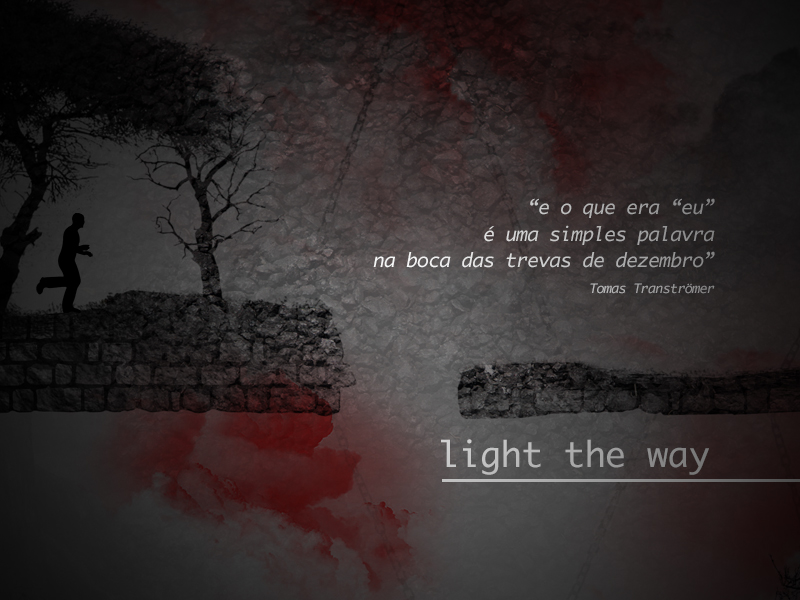 “e o que era “eu”
é uma simples palavra
na boca das trevas de dezembro”
Tomas Tranströmer
light the way